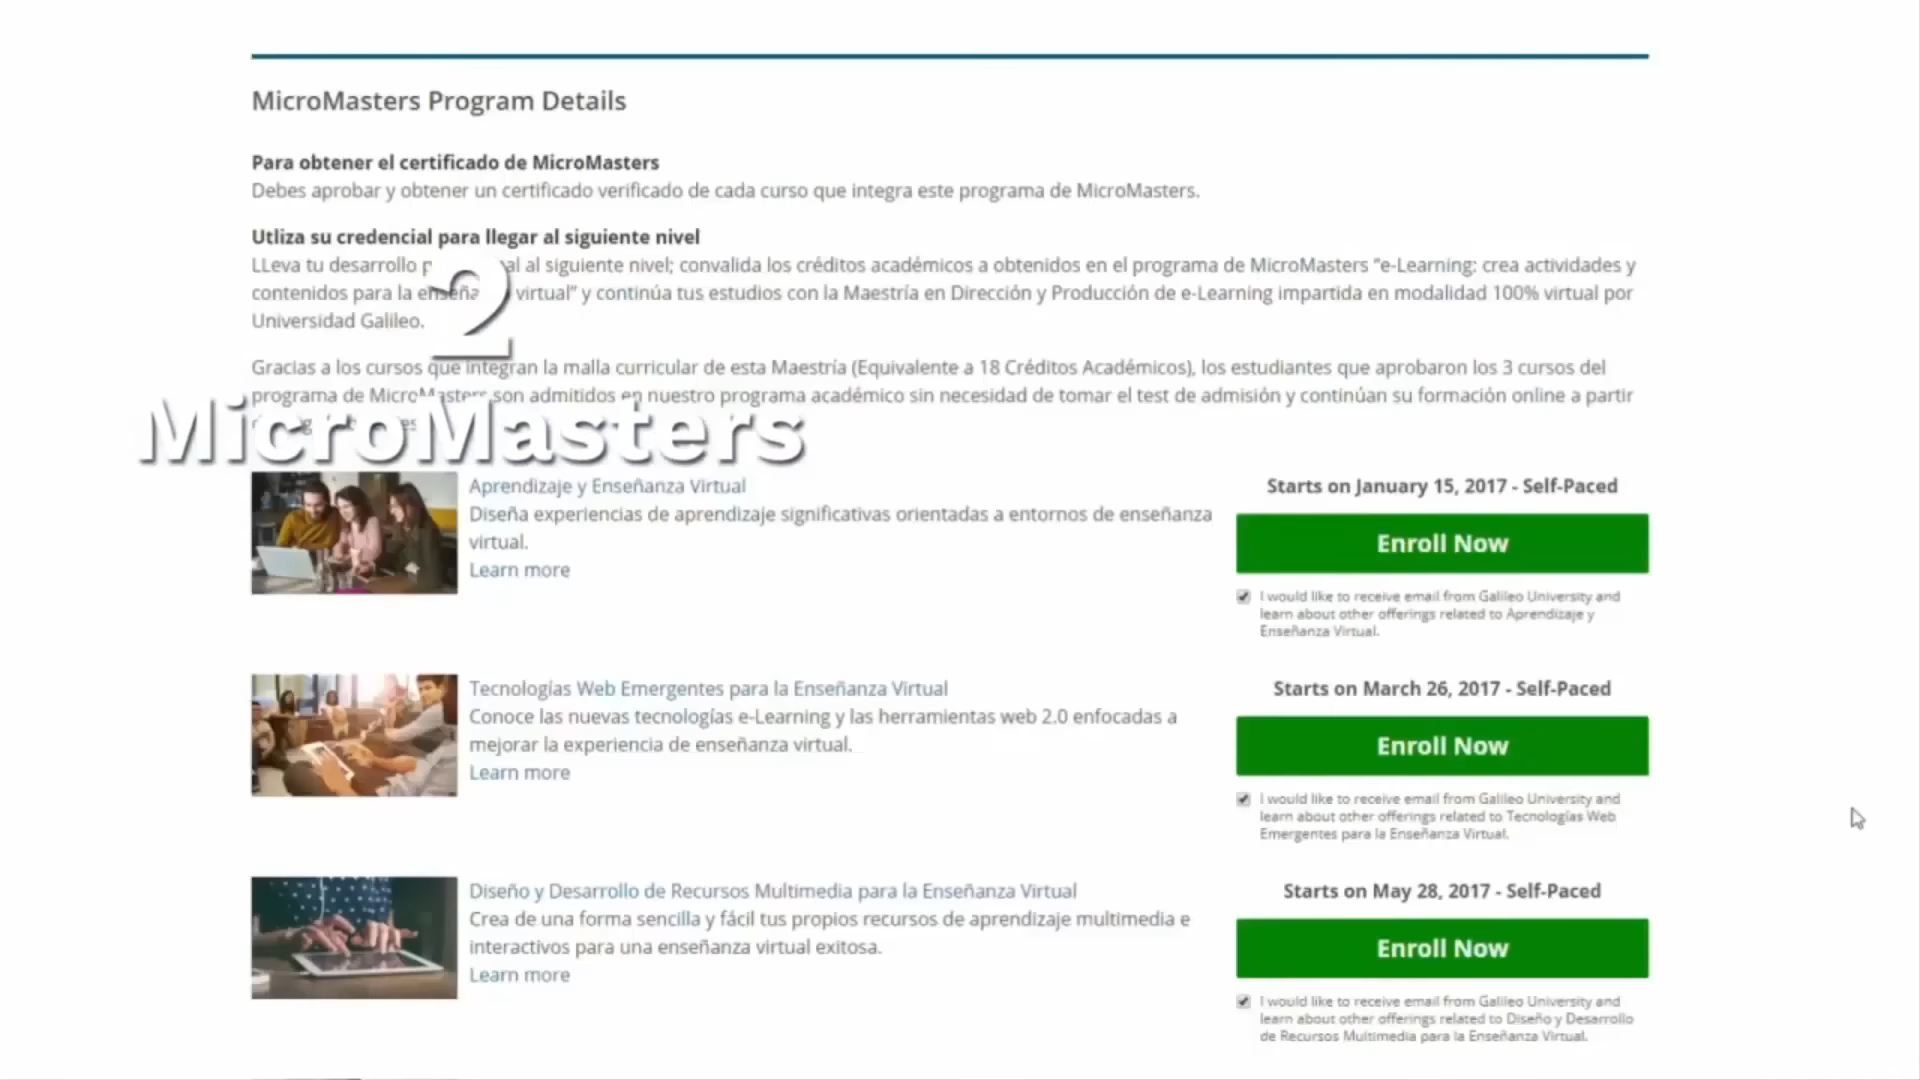 MicroMasters Program Details
Para obtener el certificado de MicroMasters
Debes aprobar y obtener un certificado verificado de cada curso que integra este programa de MicroMasters.
Utliza su credencial para llegar al siguiente nivel
LLeva tu desarrollo al siguiente nivel; convalida los créditos académicos a obtenidos en el programa de MicroMasters “e-Learning: crea actividades y
contenidos para la virtual” y continúa tus estudios con la Maestría en Dirección y Producción de e-Learning impartida en modalidad 100% virtual por
Universidad Galileo.
2
Gracias a los cursos que integran la malla curricular de esta Maestría (Equivalente a 18 Créditos Académicos), los estudiantes que aprobaron los 3 cursos del
programa de MicroMasters son admitidos en nuestro programa académico sin necesidad de tomar el test de admisión y continúan su formación online a partir
MicroMasters
Aprendizaje y Enseñanza Virtual
Diseña experiencias de aprendizaje significativas orientadas a entornos de enseñanza
virtual.
Learn more
Starts on January 15, 2017 - Self-Paced
Enroll Now
I would like to receive email from Galileo University and
learn about other offerings related to Aprendizaje y
Enseñanza Virtual.
Tecnologías Web Emergentes para la Enseñanza Virtual
Conoce las nuevas tecnologías e-Learning y las herramientas web 2.0 enfocadas a
mejorar la experiencia de enseñanza virtual.
Learn more
Starts on March 26, 2017 - Self-Paced
Enroll Now
I would like to receive email from Galileo University and
learn about other offerings related to Tecnologías Web
Emergentes para la Enseñanza Virtual.
Diseño y Desarrollo de Recursos Multimedia para la Enseñanza Virtual
Crea de una forma sencilla y fácil tus propios recursos de aprendizaje multimedia e
interactivos para una enseñanza virtual exitosa.
Learn more
Starts on May 28, 2017 - Self-Paced
Enroll Now
I would like to receive email from Galileo University and
learn about other offerings related to Diseño y Desarrollo
de Recursos Multimedia para la Enseñanza Virtual.